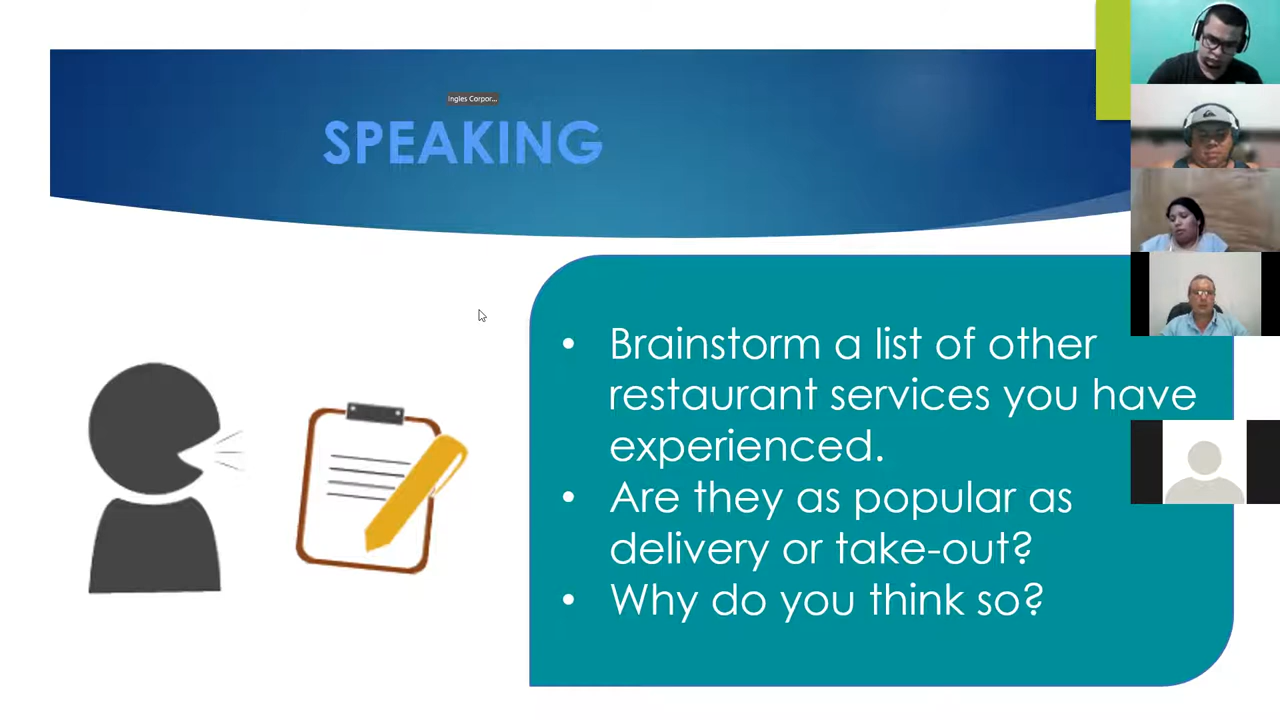 Ingles Corpor...
SPEAKING
• Brainstorm a list of other
restaurant services you have
experienced.
• Are they as popular as
delivery or take-out?
• Why do you think so?